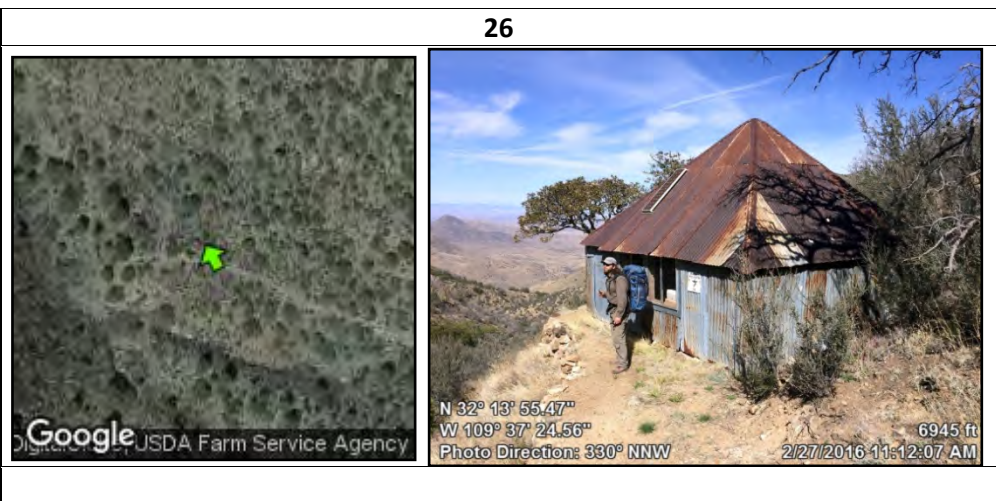 26
Google
USDA Farm Service Agency
N 32° 13' 55.47"
W 109° 37' 24.56"
Photo Direction: 330° NNW
6945 ft
2/27/2016 11:12:07 AM